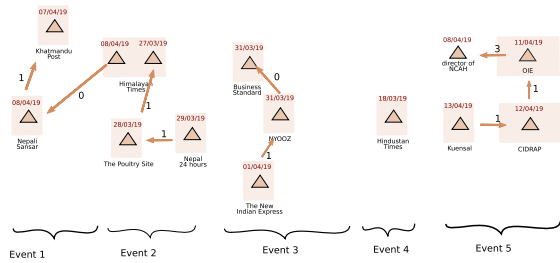 07/04/19
Khatmandu
Post
1
08/04/19
Nepali
Sansar
0
08/04/19
27/03/19
Himalayan
Times
1
28/03/19
The Poultry Site
1
29/03/19
Nepal
24 hours
31/03/19
Business
Standard
0
31/03/19
NYOOZ
1
01/04/19
The New
Indian Express
18/03/19
Hindustan
Times
08/04/19
director of
NCAH
3
11/04/19
OIE
1
13/04/19
Kuensal
1
12/04/19
CIDRAP
Event 1
Event 2
Event 3
Event 4
Event 5